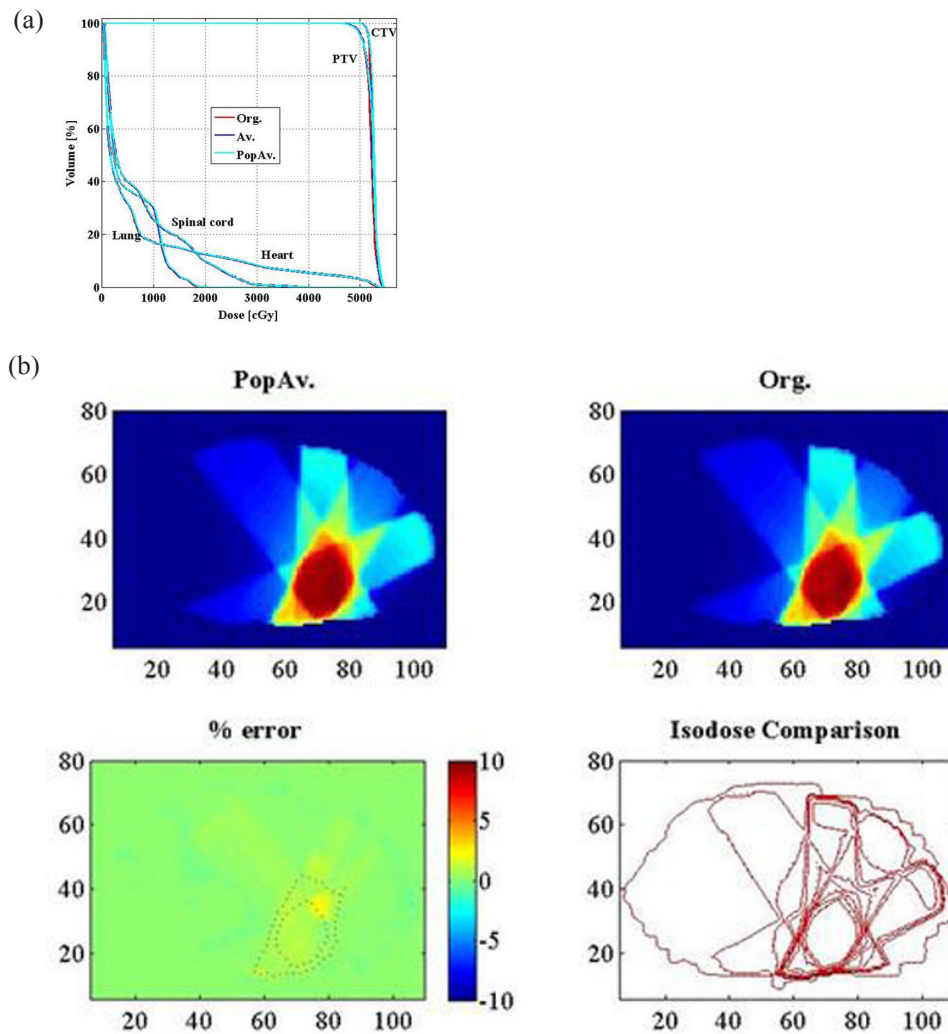 (a)
100
80
60
40
20
0
Volume [%]
CTV
PTV
Org.
Av.
PopAv.
Spinal cord
Lung
Heart
0 1000 2000 3000 4000 5000
Dose [cGy]
(b)
PopAv.
80
60
40
20
20 40 60 80 100
Org.
80
60
40
20
20 40 60 80 100
% error
80
60
40
20
20 40 60 80 100
10
5
0
-5
-10
Isodose Comparison
80
60
40
20
20 40 60 80 100